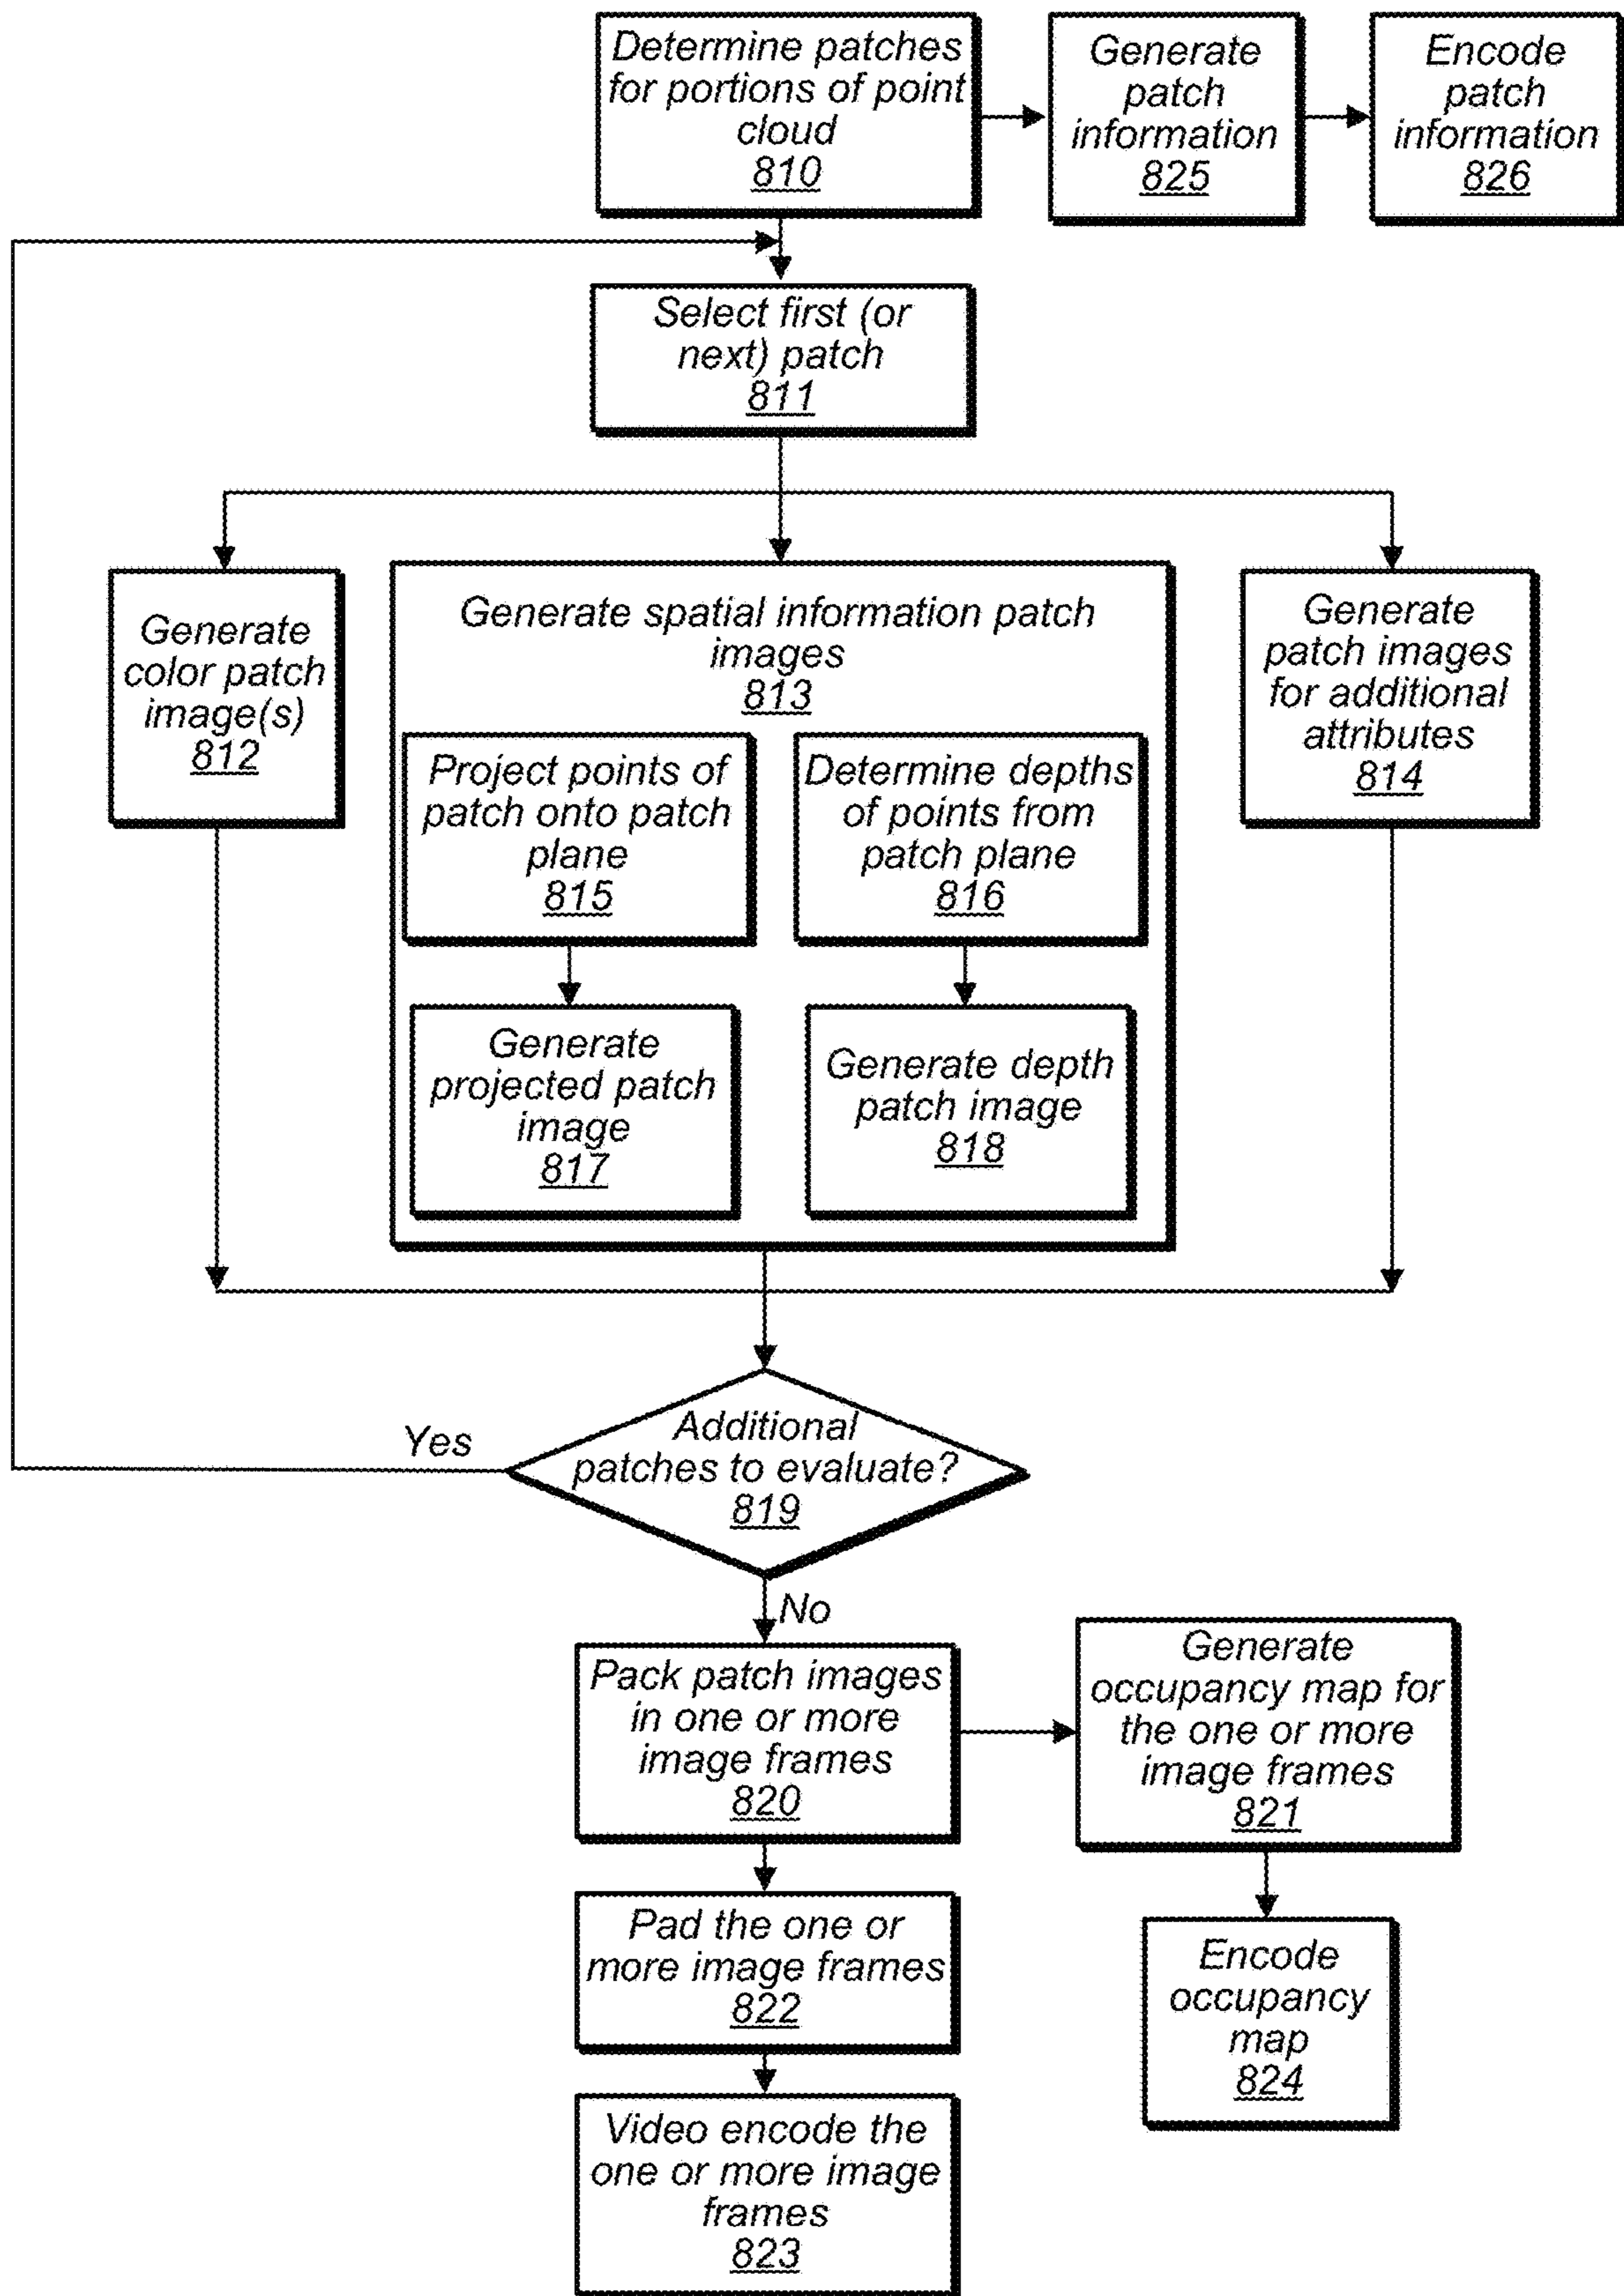 Determine patches
for portions of point
cloud
810
Generate
patch
information
825
Encode
patch
information
826
Select first (or
next) patch
811
Generate
color patch
image(s)
812
Generate spatial information patch
images
813
Project points of
patch onto patch
plane
815
Determine depths
of points from
patch plane
816
Generate
projected patch
image
817
Generate depth
patch image
818
Generate
patch images
for additional
attributes
814
Additional
patches to evaluate?
819
Yes
No
Pack patch images
in one or more
image frames
820
Generate
occupancy map for
the one or more
image frames
821
Pad the one or
more image frames
822
Encode
occupancy
map
824
Video encode the
one or more image
frames
823